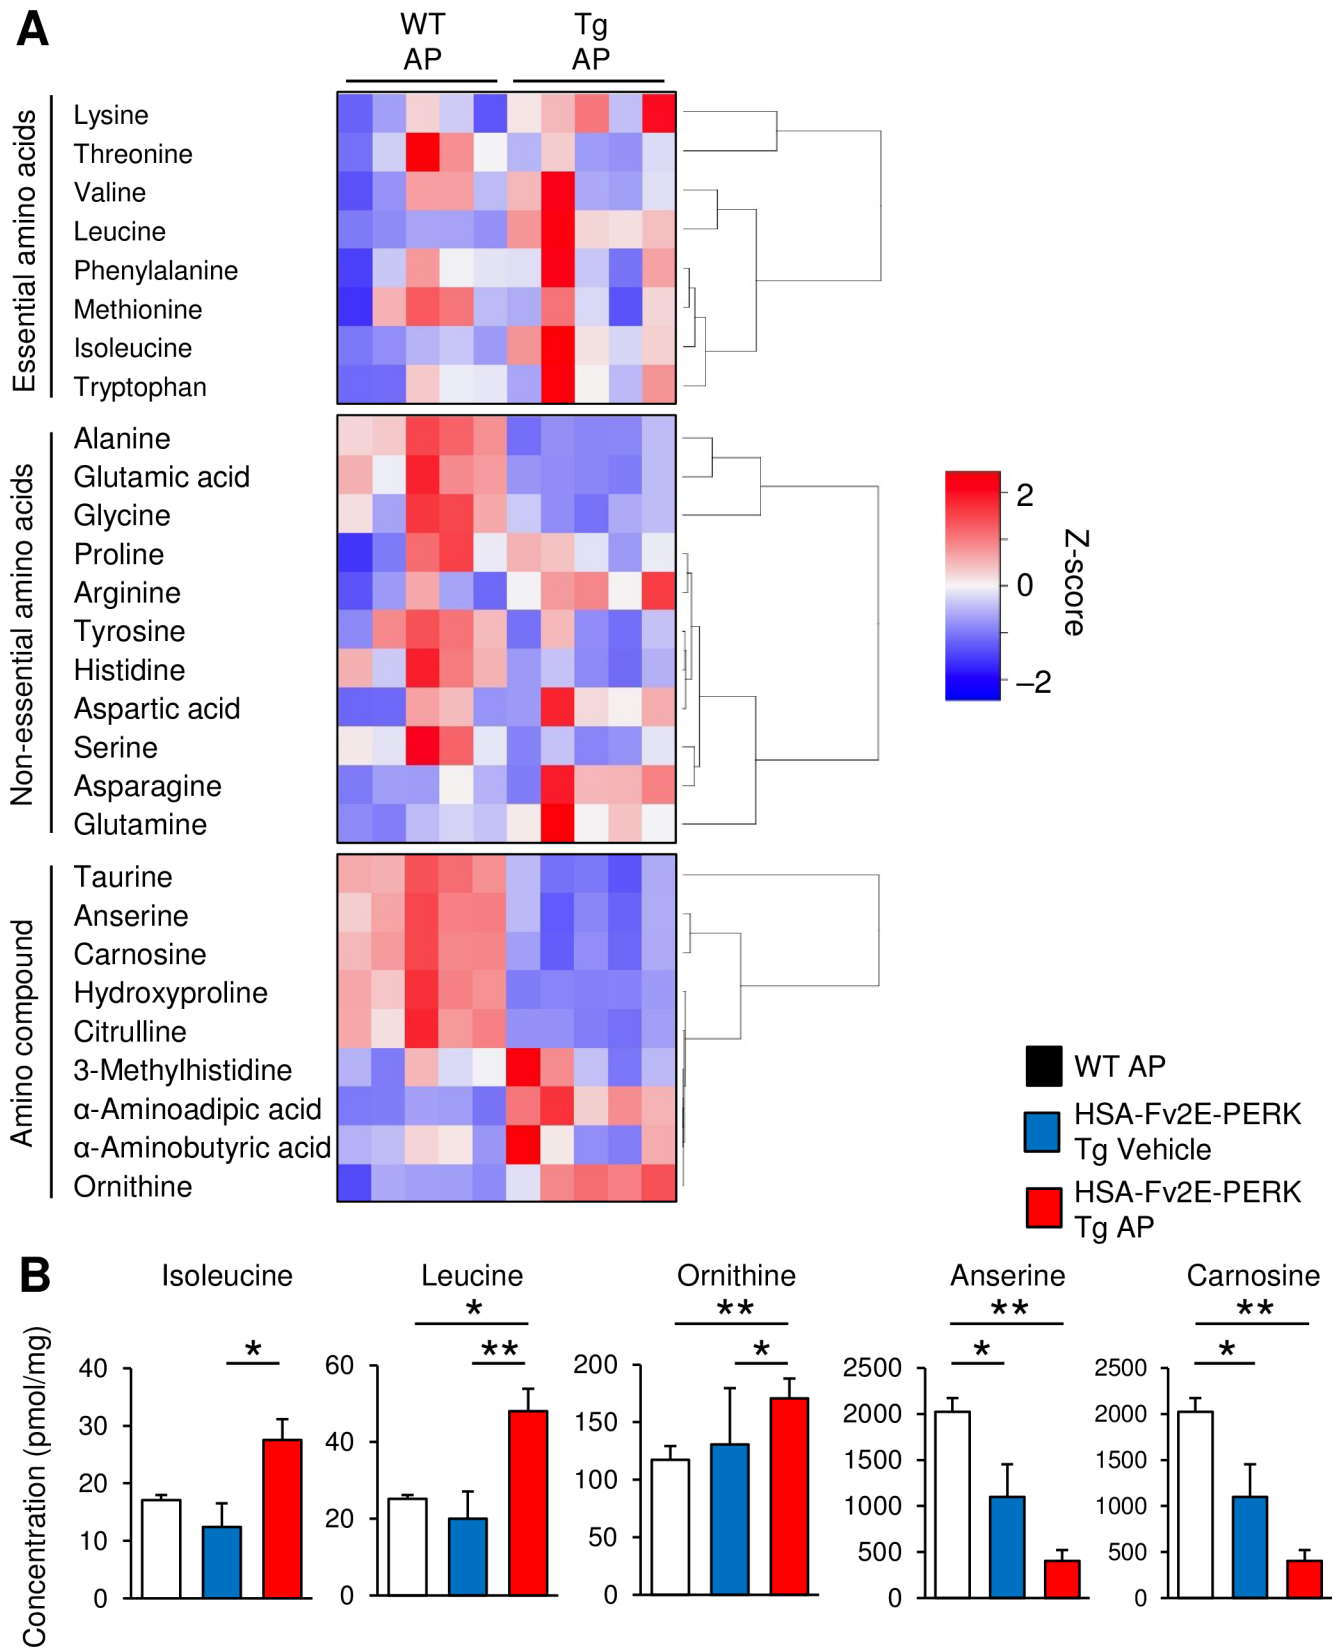 A
WT
AP
Tg
AP
Essential amino acids
Lysine
Threonine
Valine
Leucine
Phenylalanine
Methionine
Isoleucine
Tryptophan
Non-essential amino acids
Alanine
Glutamic acid
Glycine
Proline
Arginine
Tyrosine
Histidine
Aspartic acid
Serine
Asparagine
Glutamine
Amino compound
Taurine
Anserine
Carnosine
Hydroxyproline
Citrulline
3-Methylhistidine
α-Aminoadipic acid
α-Aminobutyric acid
Ornithine
2
0
−2
Z-score
WT AP
HSA-Fv2E-PERK
Tg Vehicle
HSA-Fv2E-PERK
Tg AP
B
Concentration (pmol/mg)
Isoleucine
*
40
30
20
10
0
Leucine
*
**
60
40
20
0
Ornithine
**
*
200
150
100
50
0
Anserine
**
*
2500
2000
1500
1000
500
0
Carnosine
**
*
2500
2000
1500
1000
500
0